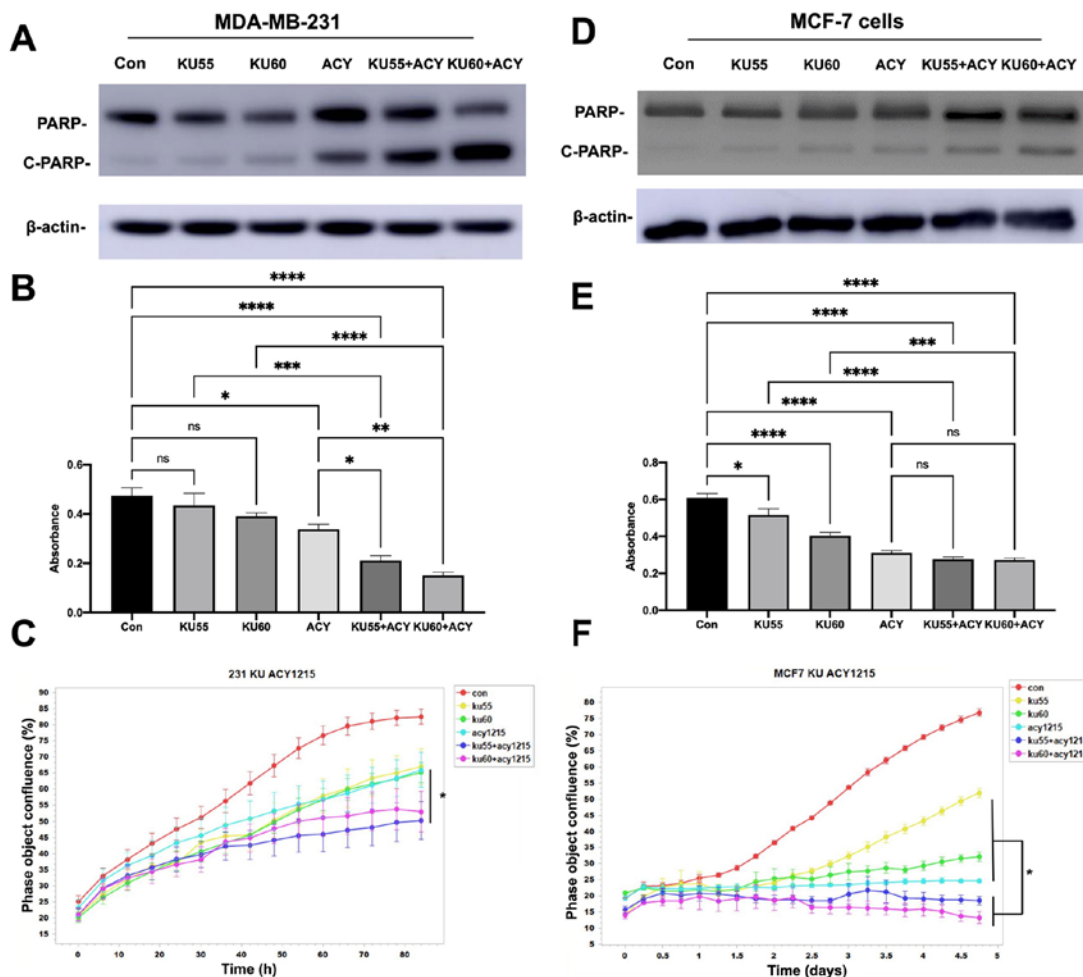 A
MDA-MB-231
Con KU55 KU60 ACY KU55+ACY KU60+ACY
PARP-
C-PARP-
β-actin-
B
****
****
****
***
*
**
ns
ns
*
0.6
0.4
0.2
0.0
Absorbance
Con KU55 KU60 ACY KU55+ACY KU60+ACY
C
231 KU ACY1215
90
85
80
75
70
65
60
55
50
45
40
35
30
25
20
15
Phase object confluence (%)
0 10 20 30 40 50 60 70 80
Time (h)
con
ku55
ku60
acy1215
ku55+acy1215
ku60+acy1215
*
D
MCF-7 cells
Con KU55 KU60 ACY KU55+ACY KU60+ACY
PARP-
C-PARP-
β-actin-
E
****
****
***
****
****
****
ns
*
ns
0.8
0.6
0.4
0.2
0.0
Absorbance
Con KU55 KU60 ACY KU55+ACY KU60+ACY
F
MCF7 KU ACY1215
80
75
70
65
60
55
50
45
40
35
30
25
20
15
10
5
Phase object confluence (%)
0 0.5 1 1.5 2 2.5 3 3.5 4 4.5 5
Time (days)
con
ku55
ku60
acy1215
ku55+acy121
ku60+acy121
*